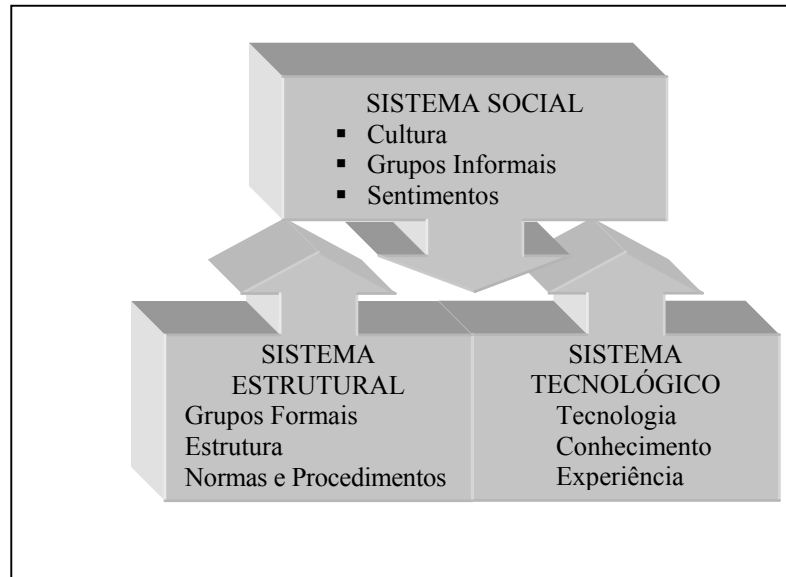 SISTEMA SOCIAL
▪ Cultura
▪ Grupos Informais
▪ Sentimentos
SISTEMA
ESTRUTURAL
Grupos Formais
Estrutura
Normas e Procedimentos
SISTEMA
TECNOLÓGICO
Tecnologia
Conhecimento
Experiência